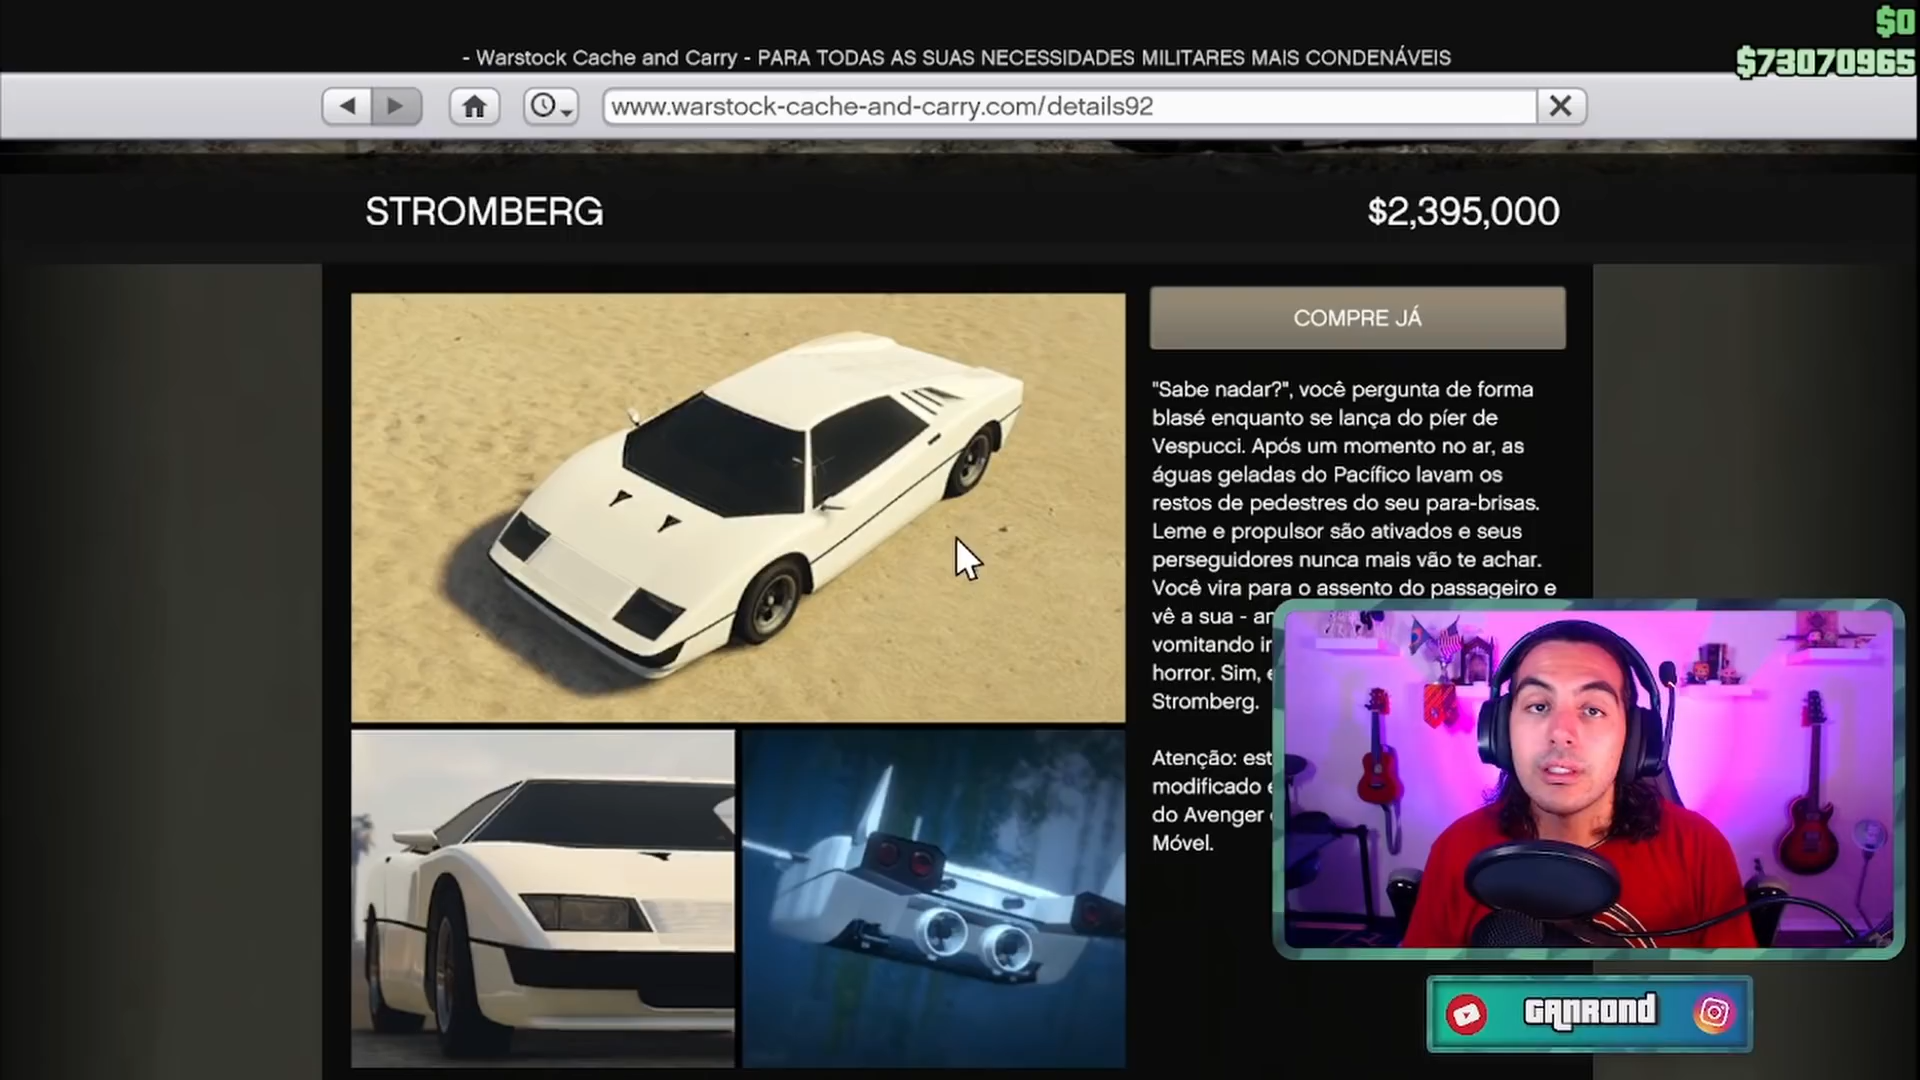 $0
- Warstock Cache and Carry - PARA TODAS AS SUAS NECESSIDADES MILITARES MAIS CONDENÁVEIS
$73070965
www.warstock-cache-and-carry.com/details92
STROMBERG
$2,395,000
COMPRE JÁ
"Sabe nadar?", você pergunta de forma
blasé enquanto se lança do píer de
Vespucci. Após um momento no ar, as
águas geladas do Pacífico lavam os
restos de pedestres do seu para-brisas.
Leme e propulsor são ativados e seus
perseguidores nunca mais vão te achar.
Você vira para o assento do passageiro e
vê a sua -
vomitando
horror. Sim,
Stromberg.
Atenção:
modificado
do Avenger
Móvel.
GANROND